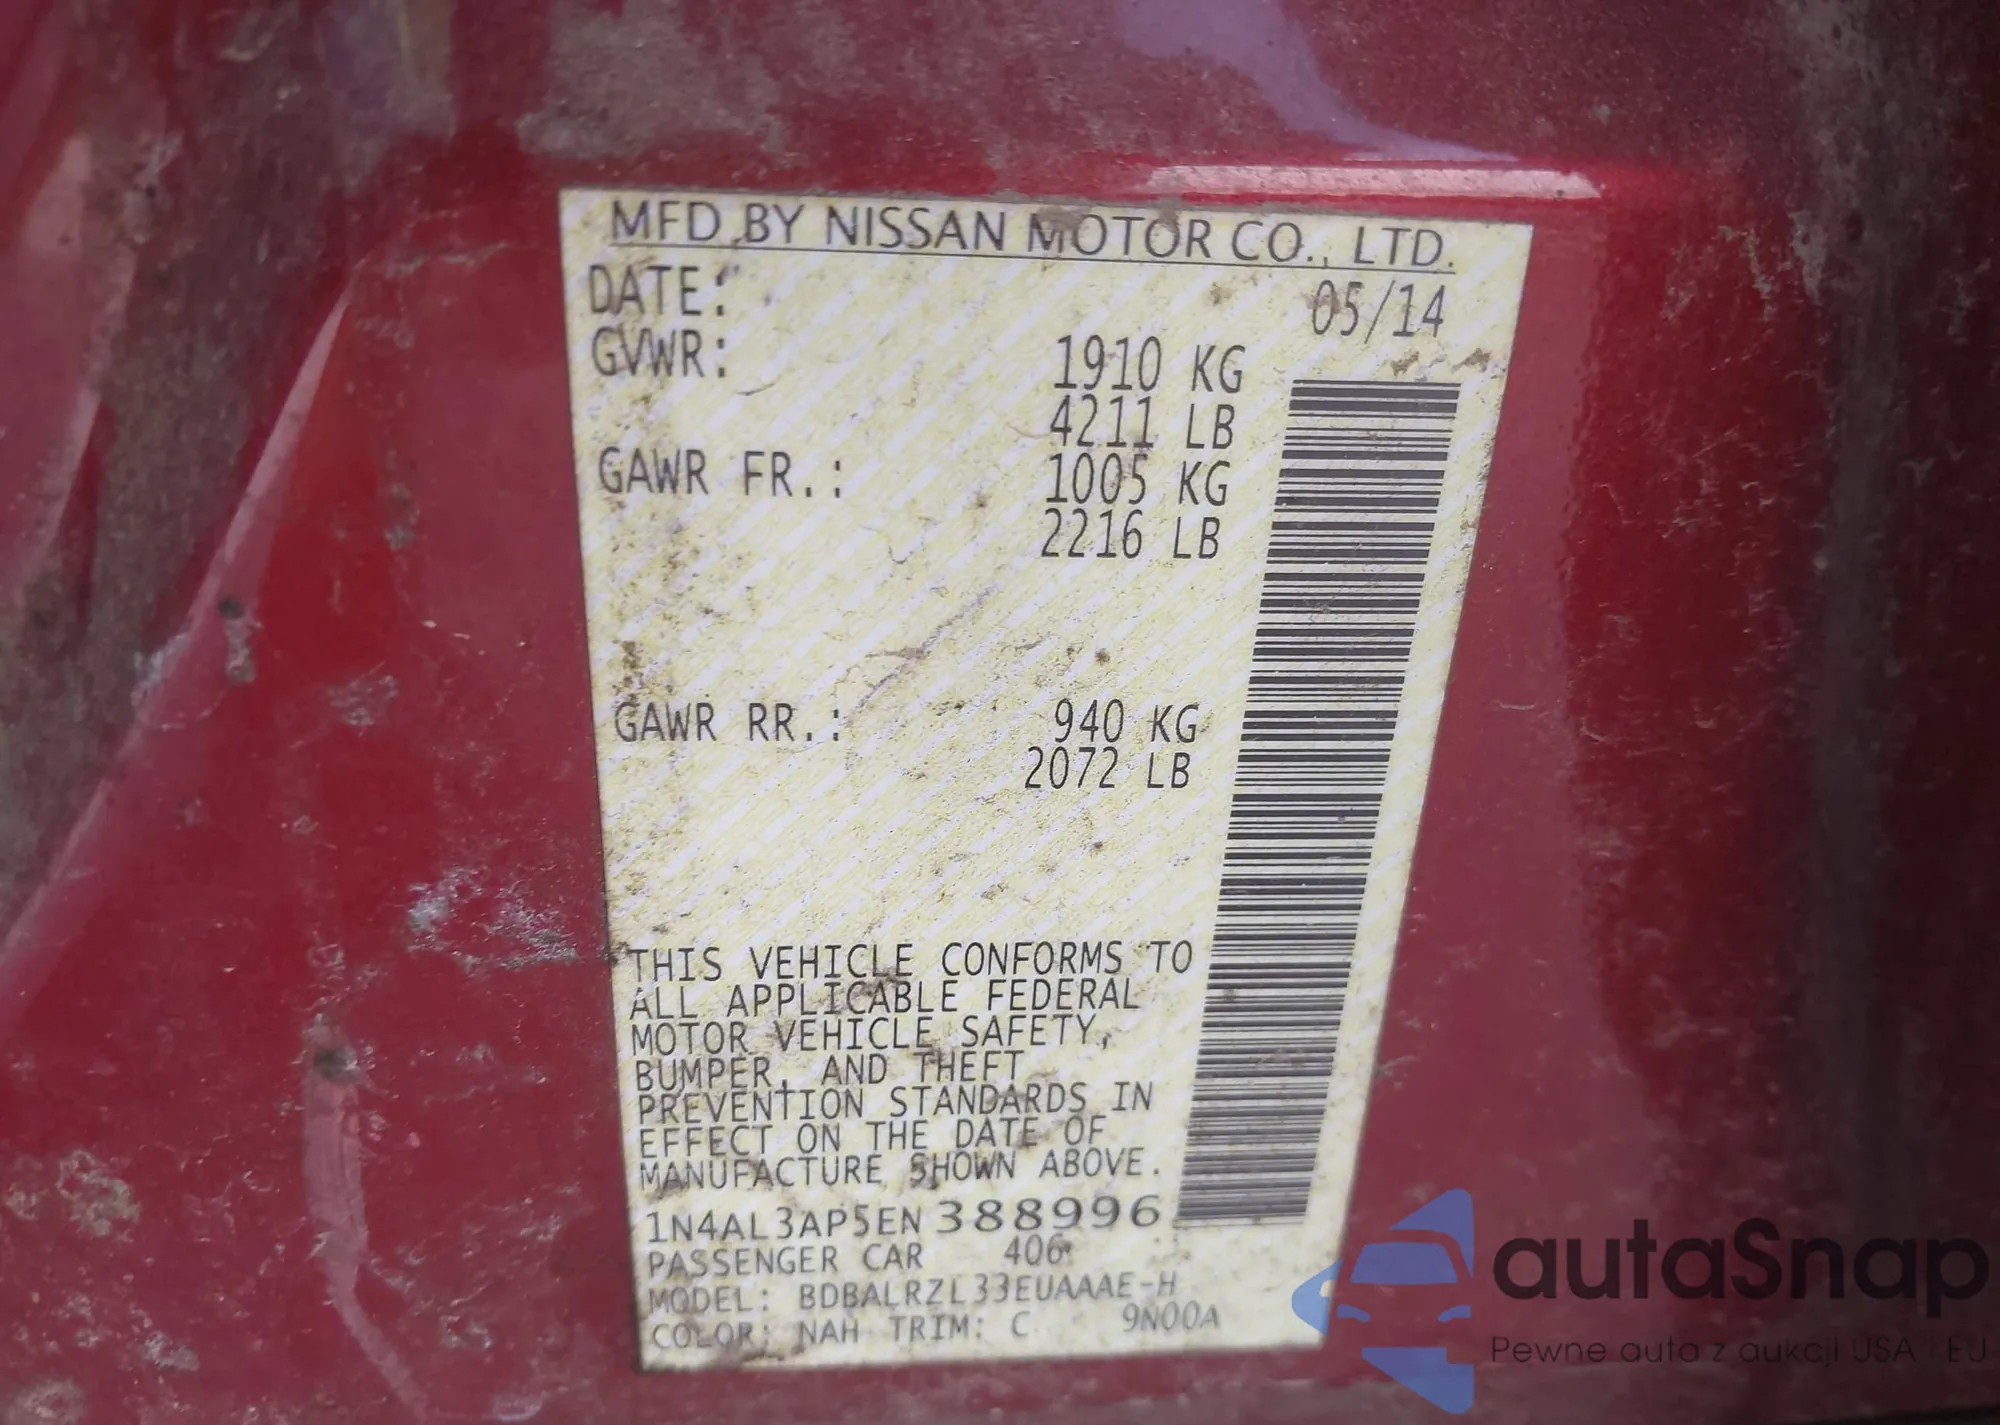 MFD BY NISSAN MOTOR CO., LTD.
DATE: 05/14
GVWR: 1910 KG
4211 LB
GAWR FR.: 1005 KG
2216 LB
GAWR RR.: 940 KG
2072 LB
THIS VEHICLE CONFORMS TO
ALL APPLICABLE FEDERAL
MOTOR VEHICLE SAFETY,
BUMPER, AND THEFT
PREVENTION STANDARDS IN
EFFECT ON THE DATE OF
MANUFACTURE SHOWN ABOVE.
1N4AL3AP5EN388996
PASSENGER CAR 406
MODEL: BDBALRZL33EUAAAE-H
COLOR: NAH TRIM: C 9N00A
autaSnap
Pewne auta z aukcji USA i EU